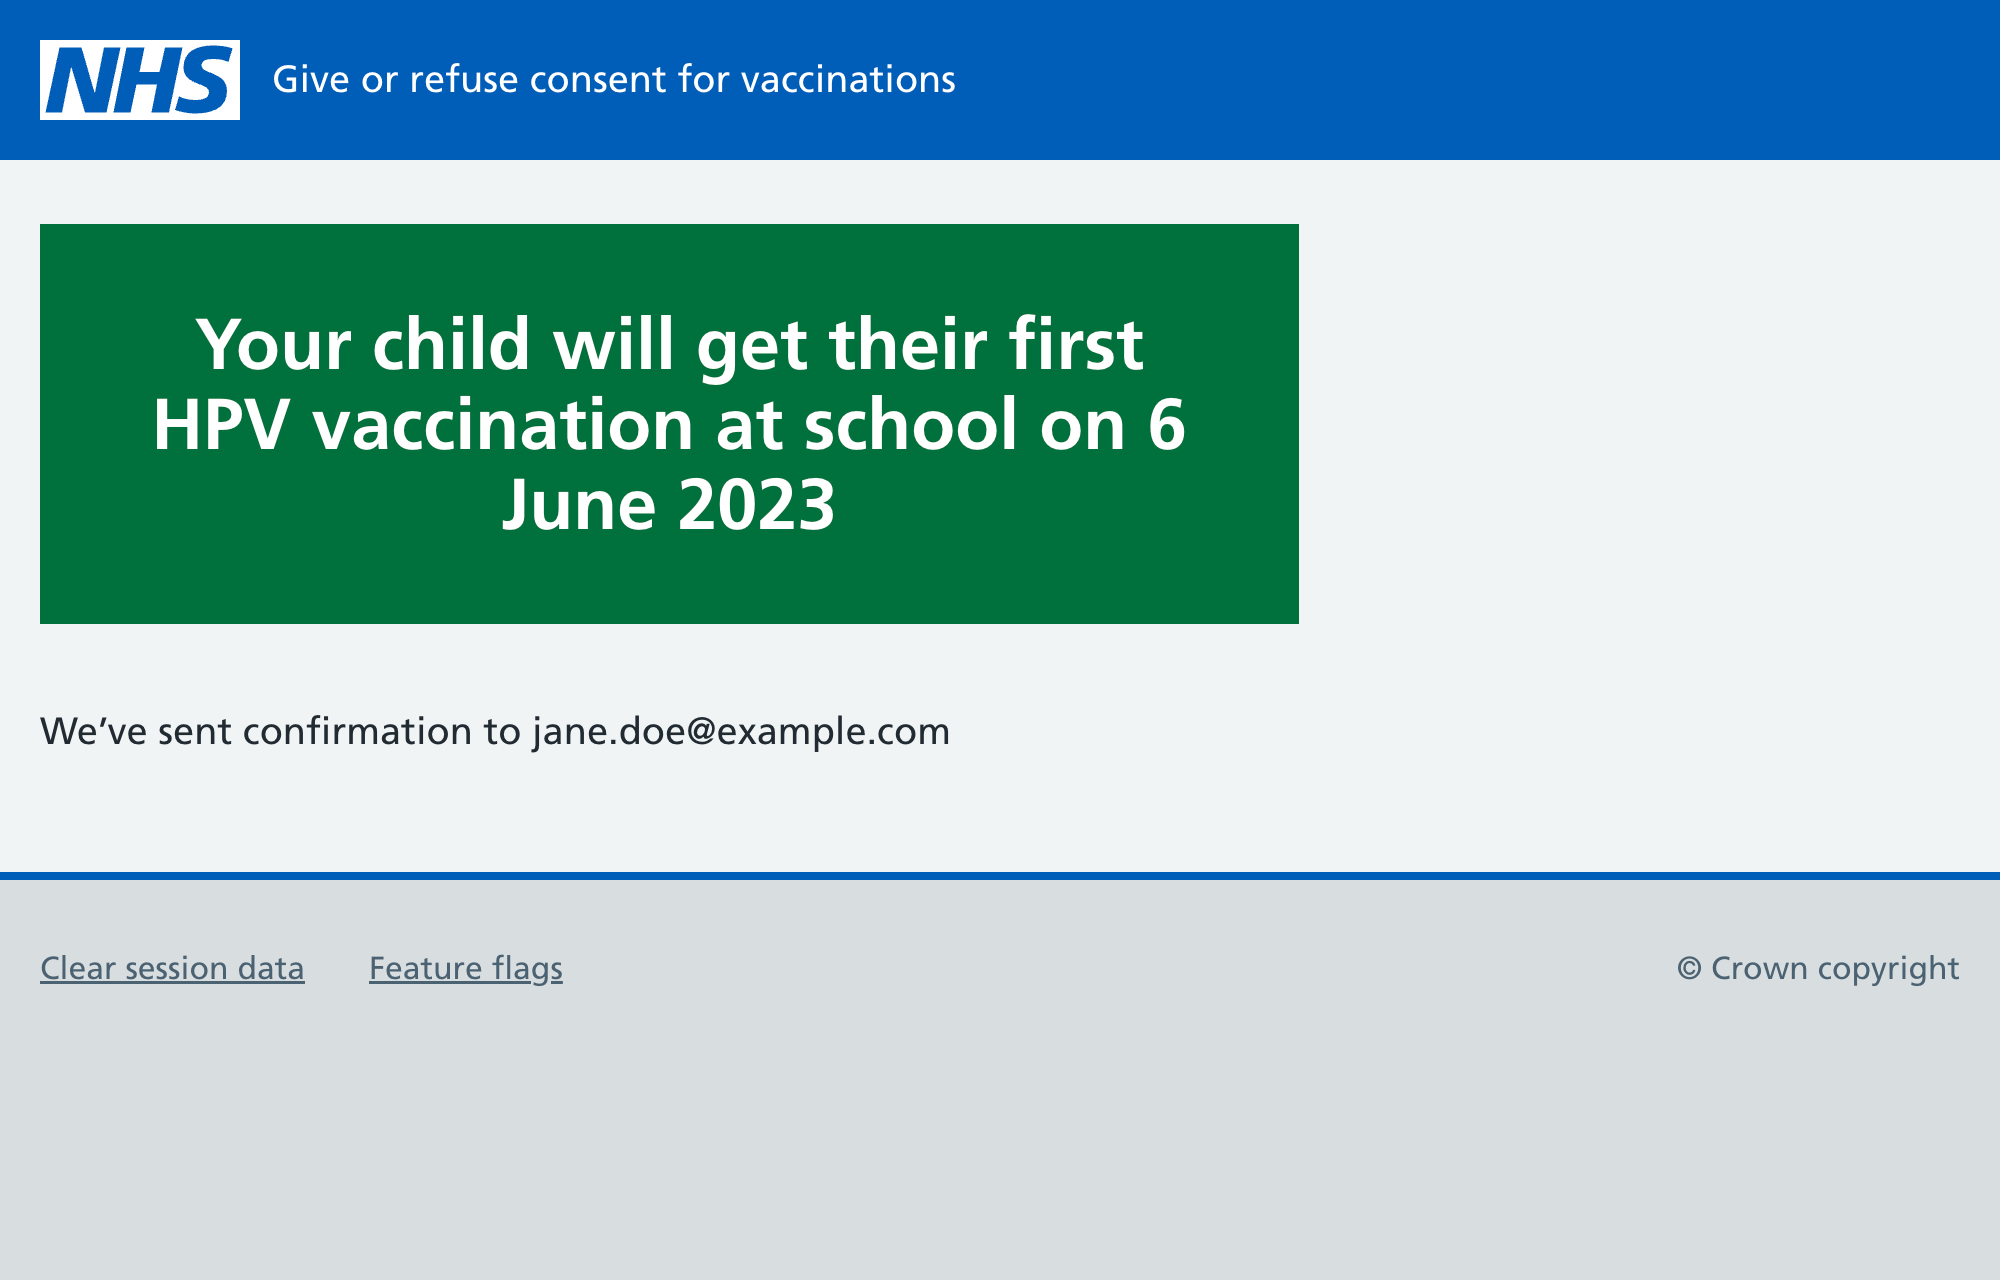 NHS
Give or refuse consent for vaccinations
Your child will get their first
HPV vaccination at school on 6
June 2023
We’ve sent confirmation to jane.doe@example.com
Clear session data
Feature flags
© Crown copyright